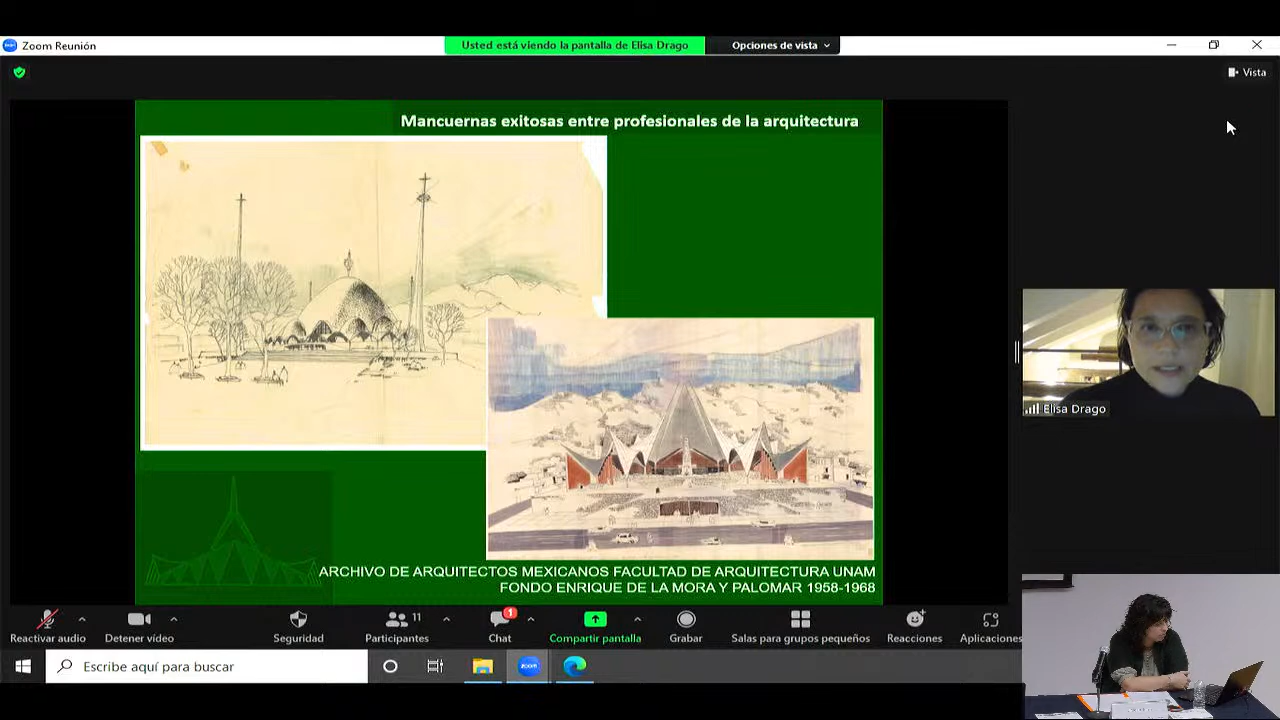 Zoom Reunión
Usted está viendo la pantalla de Elisa Drago
Opciones de vista
Vista
Mancuernas exitosas entre profesionales de la arquitectura
Elisa Drago
ARCHIVO DE ARQUITECTOS MEXICANOS FACULTAD DE ARQUITECTURA UNAM
FONDO ENRIQUE DE LA MORA Y PALOMAR 1958-1968
Reactivar audio
Detener vídeo
Seguridad
11
Participantes
1
Chat
Compartir pantalla
Grabar
Salas para grupos pequeños
Reacciones
Aplicaciones
Escribe aquí para buscar
zoom